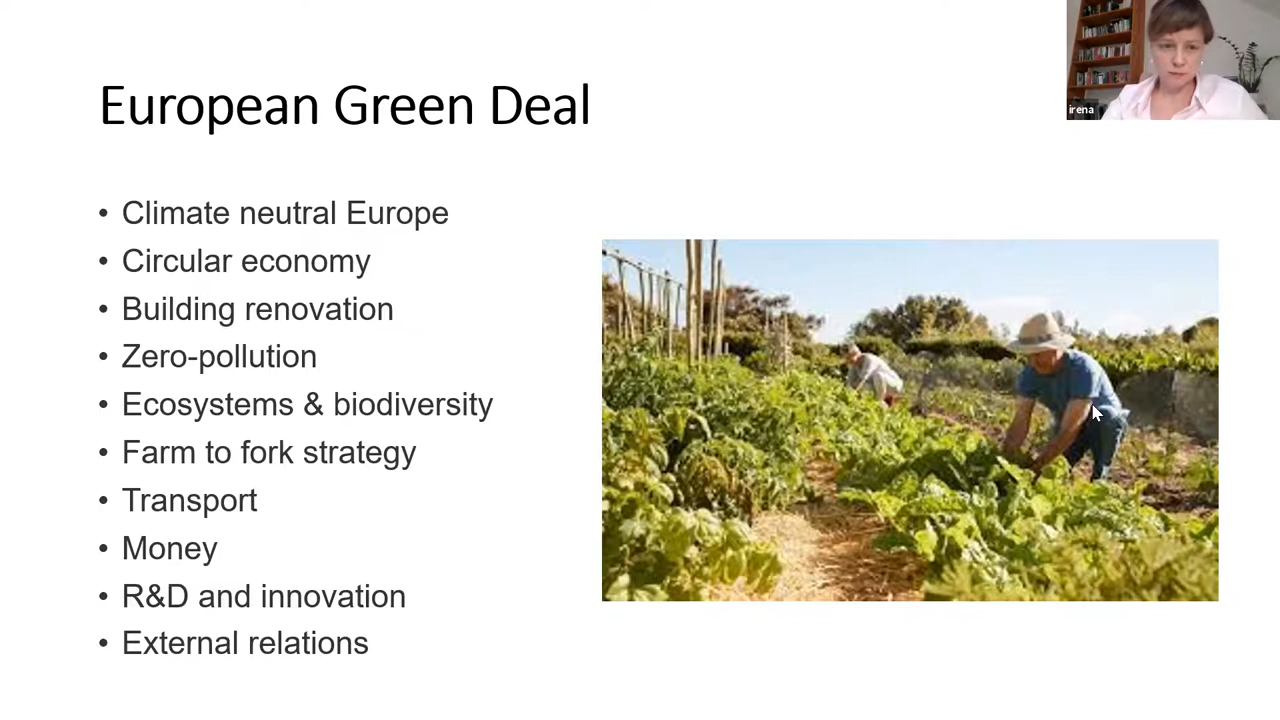 European Green Deal
irena
• Climate neutral Europe
• Circular economy
• Building renovation
• Zero-pollution
• Ecosystems & biodiversity
• Farm to fork strategy
• Transport
• Money
• R&D and innovation
• External relations